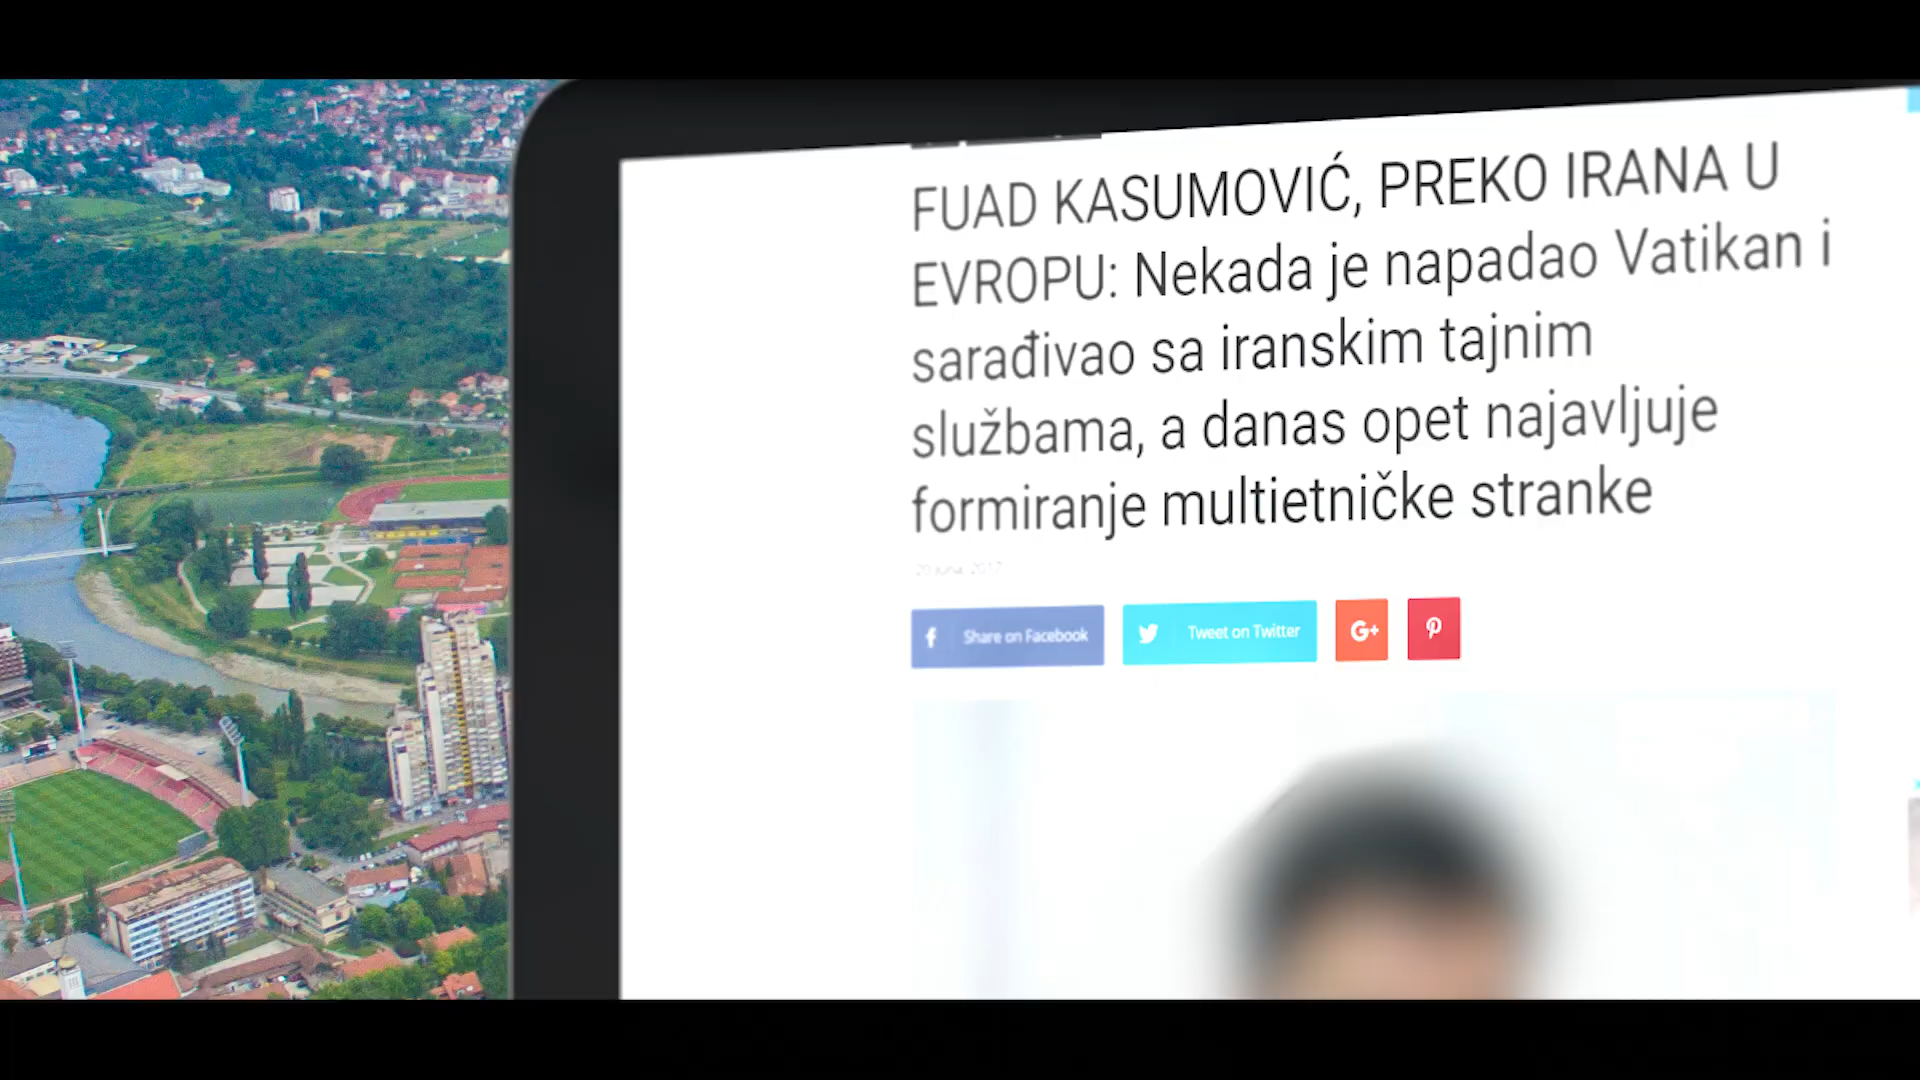 FUAD KASUMOVIĆ, PREKO IRANA U
EVROPU: Nekada je napadao Vatikan i
sarađivao sa iranskim tajnim
službama, a danas opet najavljuje
formiranje multietničke stranke
Share on Facebook
Tweet on Twitter
G+